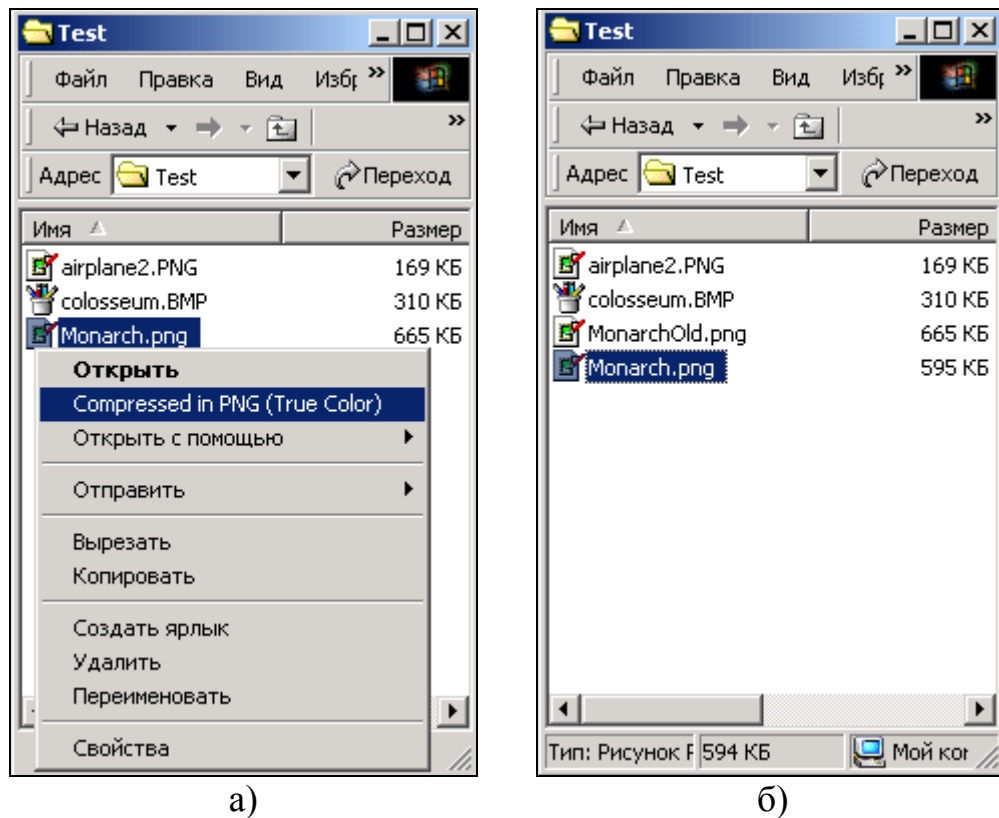 Test
Файл Правка Вид Избр »
Назад »
Адрес Test Переход
Имя Размер
airplane2.PNG 169 КБ
colosseum.BMP 310 КБ
Monarch.png 665 КБ
Открыть
Compressed in PNG (True Color)
Открыть с помощью
Отправить
Вырезать
Копировать
Создать ярлык
Удалить
Переименовать
Свойства
а)
Test
Файл Правка Вид Избр »
Назад »
Адрес Test Переход
Имя Размер
airplane2.PNG 169 КБ
colosseum.BMP 310 КБ
MonarchOld.png 665 КБ
Monarch.png 595 КБ
Тип: Рисунок P 594 КБ Мой ког
б)